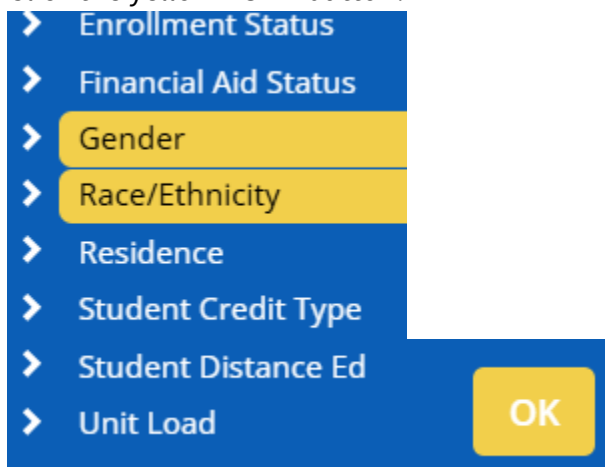 Enrollment Status
Financial Aid Status
Gender
Race/Ethnicity
Residence
Student Credit Type
Student Distance Ed
Unit Load
OK